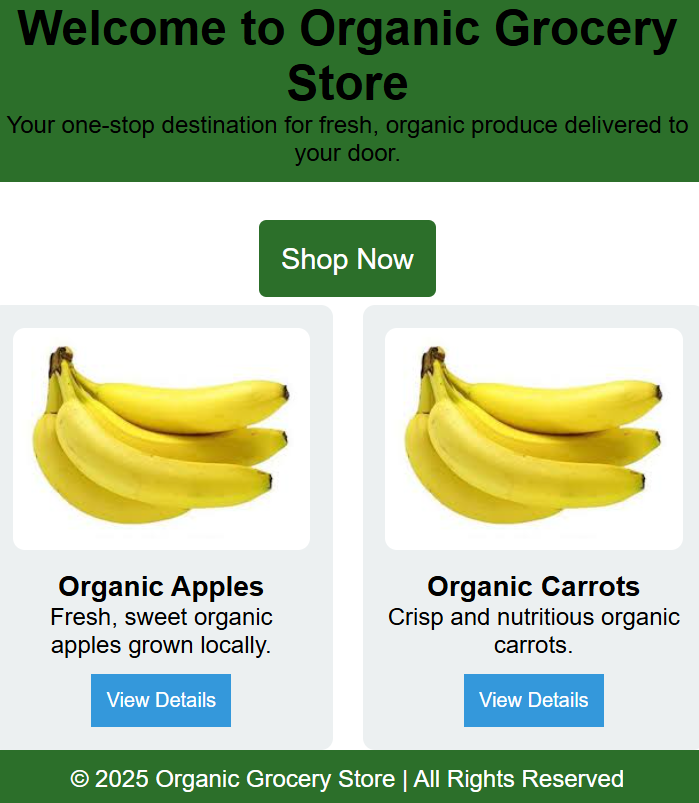 Welcome to Organic Grocery
Store
Your one-stop destination for fresh, organic produce delivered to
your door.
Shop Now
Organic Apples
Fresh, sweet organic
apples grown locally.
View Details
Organic Carrots
Crisp and nutritious organic
carrots.
View Details
© 2025 Organic Grocery Store | All Rights Reserved